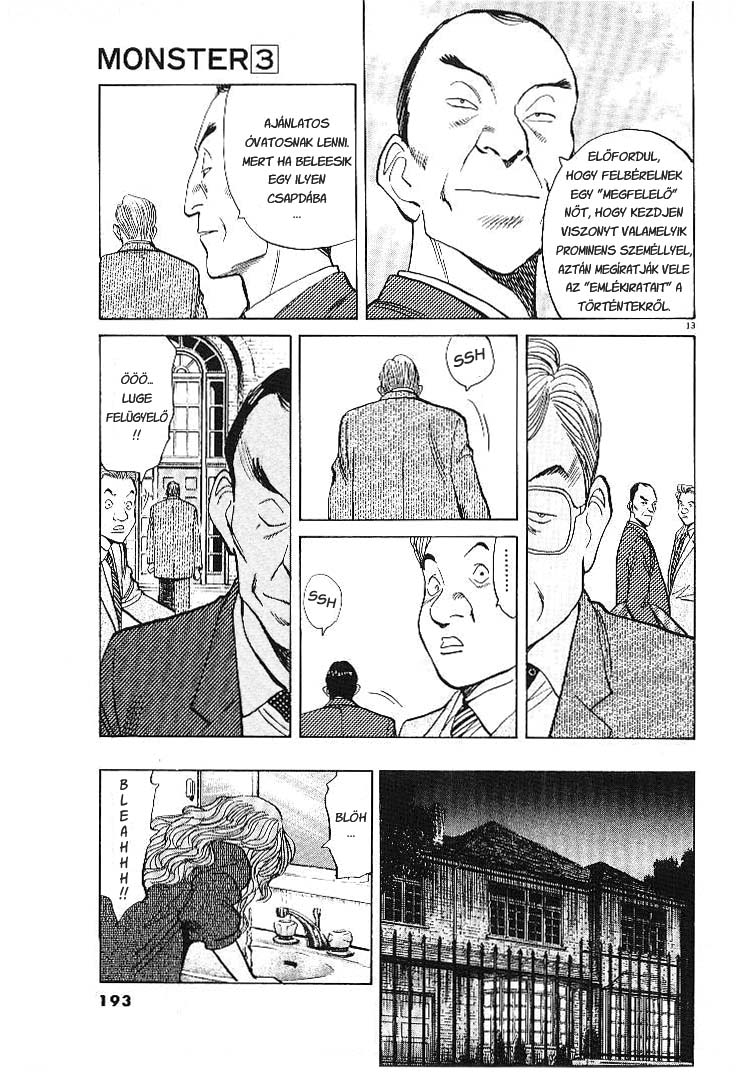 MONSTER 3
ELŐFORDUL,
HOGY FELBÉRELNEK
EGY "MEGFELELŐ"
NŐT, HOGY KEZDJEN
VISZONYT VALAMELYIK
PROMINENS SZEMÉLLYEL,
AZTÁN MEGÍRATJÁK VELE
AZ "EMLÉKIRATAIT" A
TÖRTÉNTEKRŐL.
AJÁNLATOS
ÓVATOSNAK LENNI.
MERT HA BELEESIK
EGY ILYEN
CSAPDÁBA
...
13
SSH
SSH
.........
ÖÖÖ...
LUGE
FELÜGYELŐ
!!
BLÖH
...
BLEAHHH!!
193